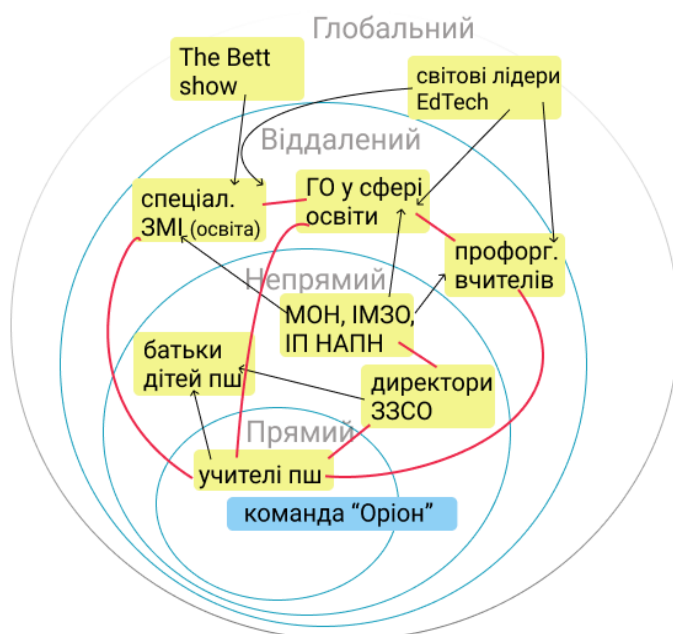 Глобальний
The Bett
show
світові лідери
EdTech
Віддалений
спеціал.
ЗМІ (освіта)
ГО у сфері
освіти
профорг.
вчителів
Непрямий
МОН, ІМЗО,
ІП НАПН
батьки
дітей пш
директори
ЗЗСО
Прямий
учителі пш
команда “Оріон”